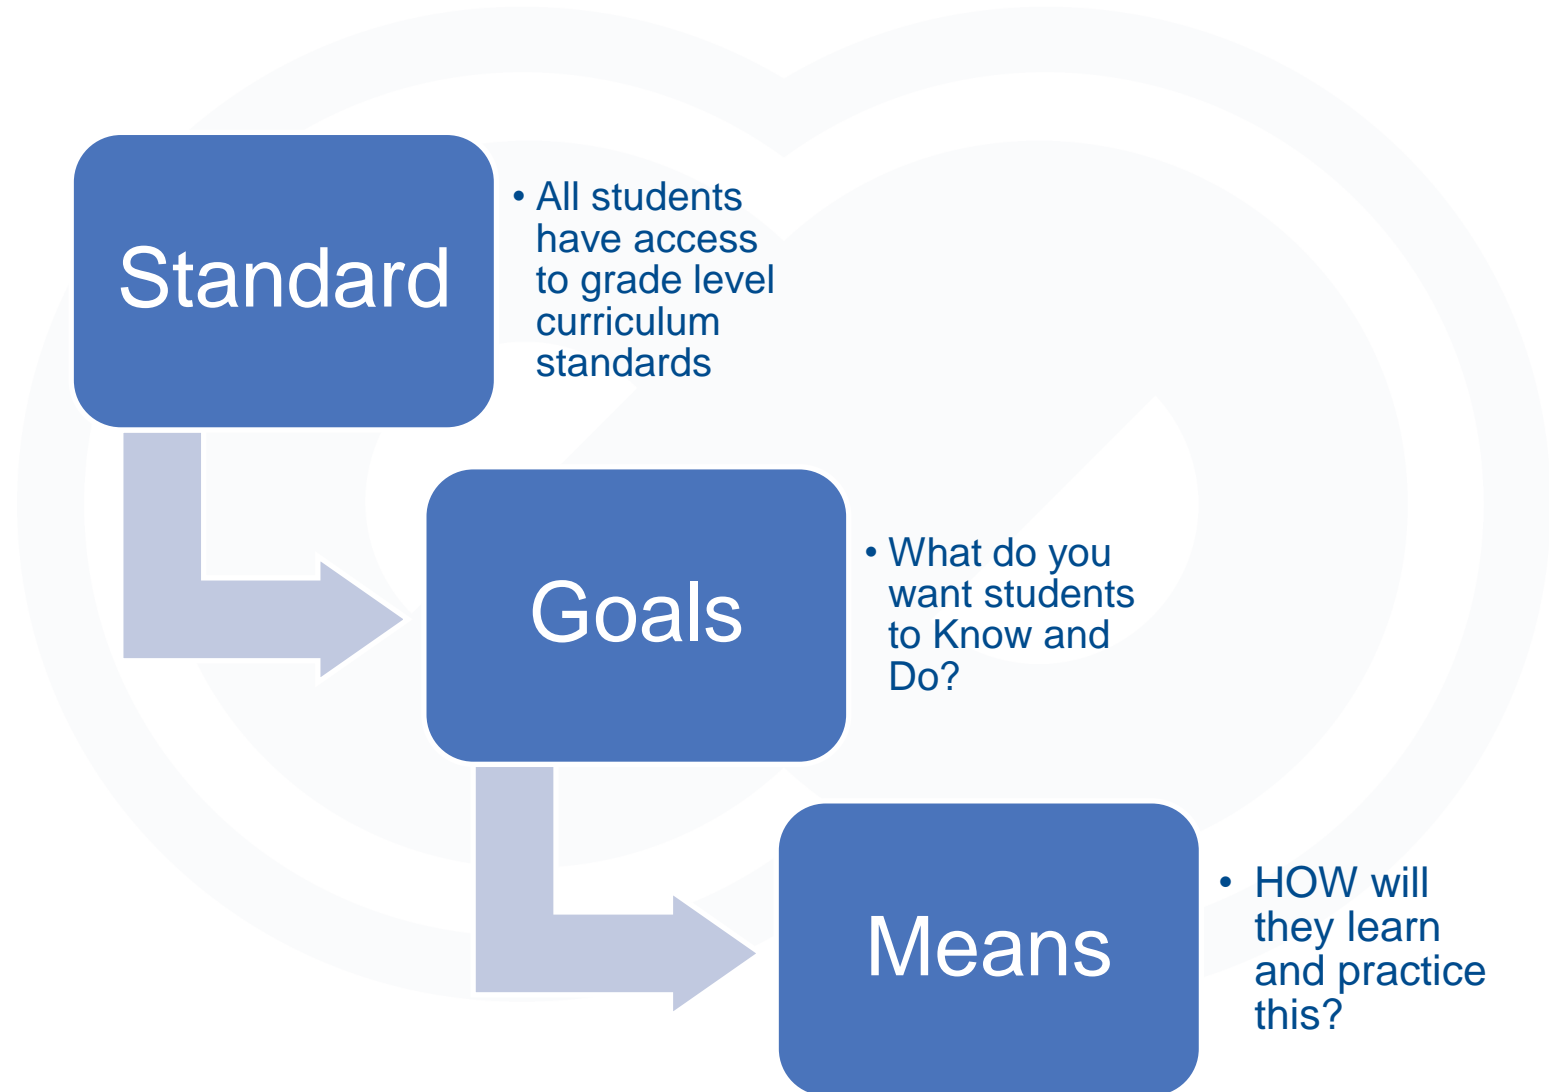 Standard
• All students
have access
to grade level
curriculum
standards
Goals
• What do you
want students
to Know and
Do?
Means
• HOW will
they learn
and practice
this?